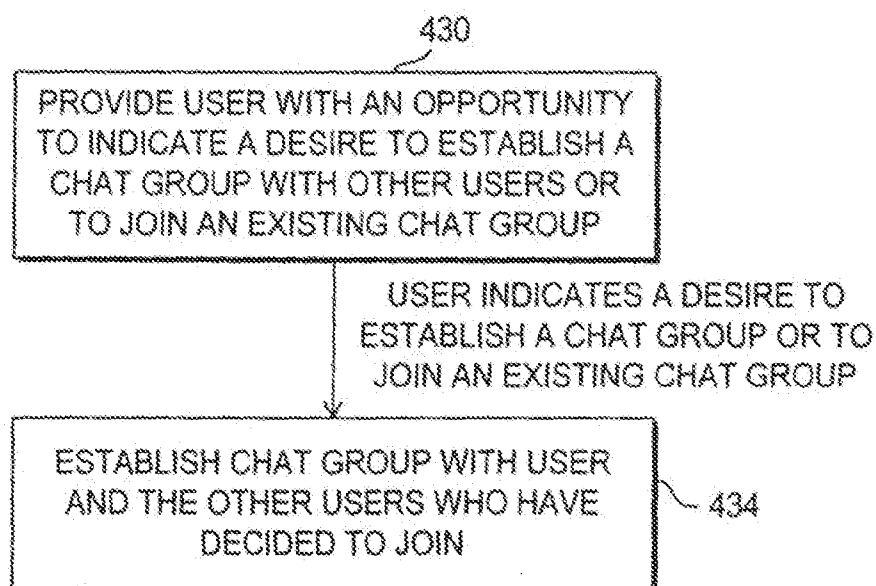 430
PROVIDE USER WITH AN OPPORTUNITY
TO INDICATE A DESIRE TO ESTABLISH A
CHAT GROUP WITH OTHER USERS OR
TO JOIN AN EXISTING CHAT GROUP
USER INDICATES A DESIRE TO
ESTABLISH A CHAT GROUP OR TO
JOIN AN EXISTING CHAT GROUP
ESTABLISH CHAT GROUP WITH USER
AND THE OTHER USERS WHO HAVE
DECIDED TO JOIN
434